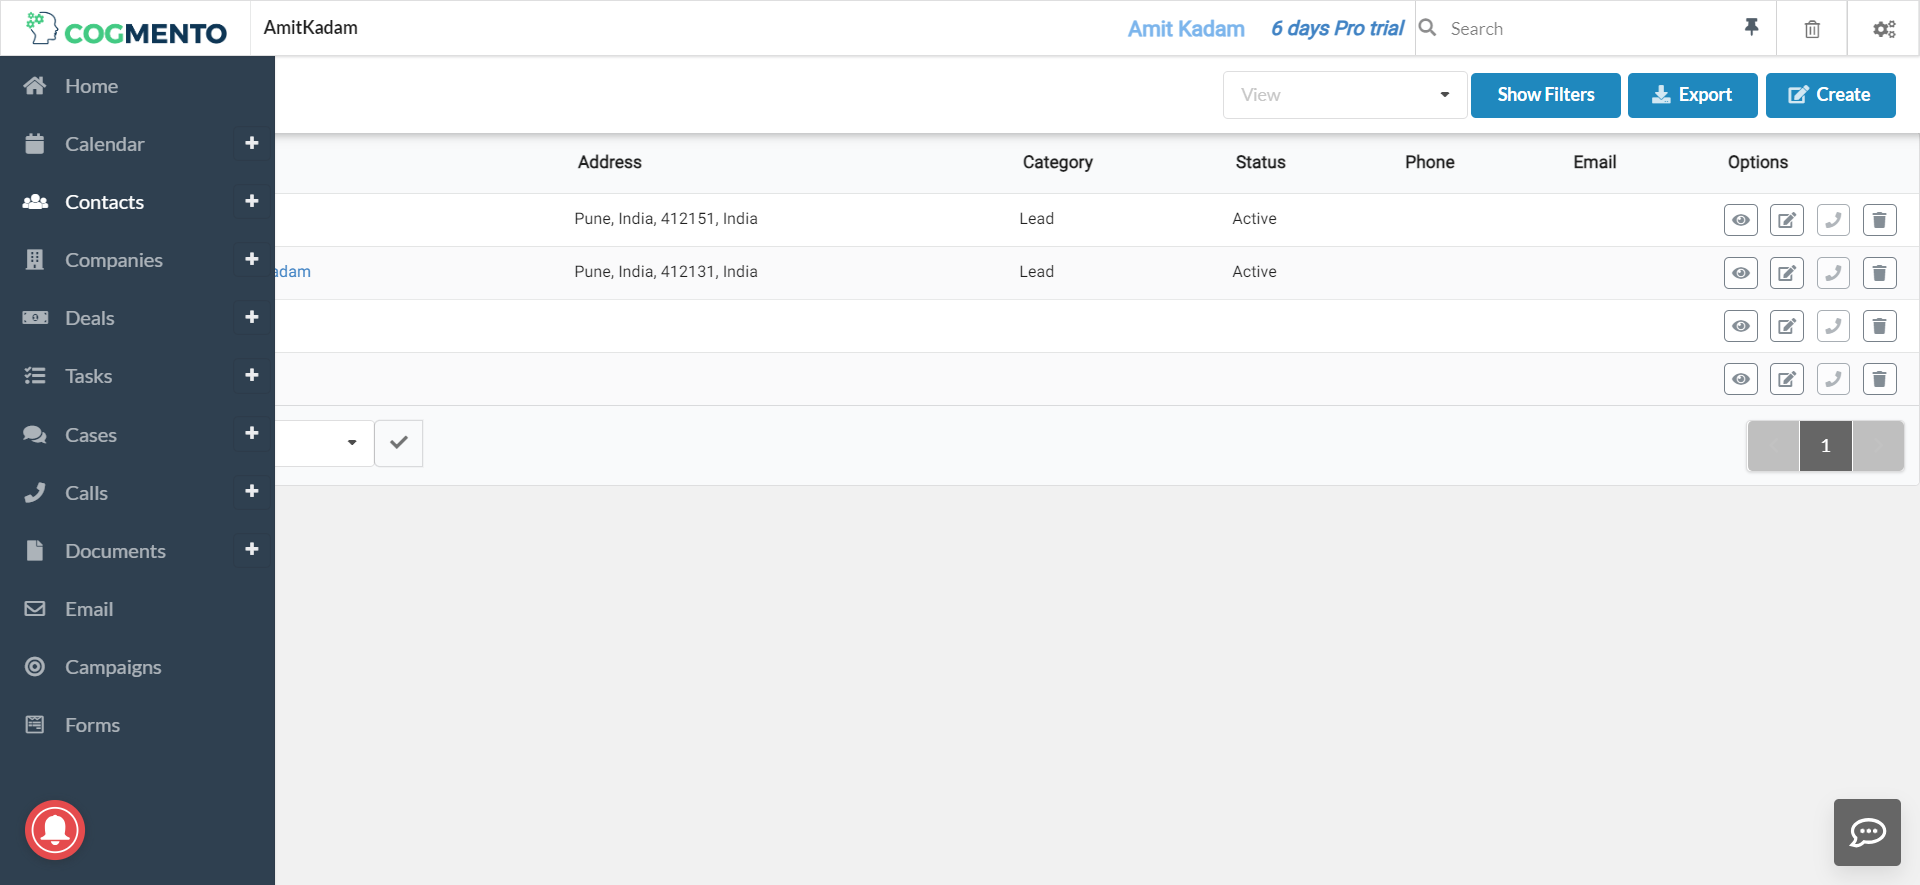 COGMENTO AmitKadam Amit Kadam 6 days Pro trial Search
Home
Calendar
Contacts
Companies
Deals
Tasks
Cases
Calls
Documents
Email
Campaigns
Forms
View Show Filters Export Create
Address Category Status Phone Email Options
Pune, India, 412151, India Lead Active
adam Pune, India, 412131, India Lead Active
1